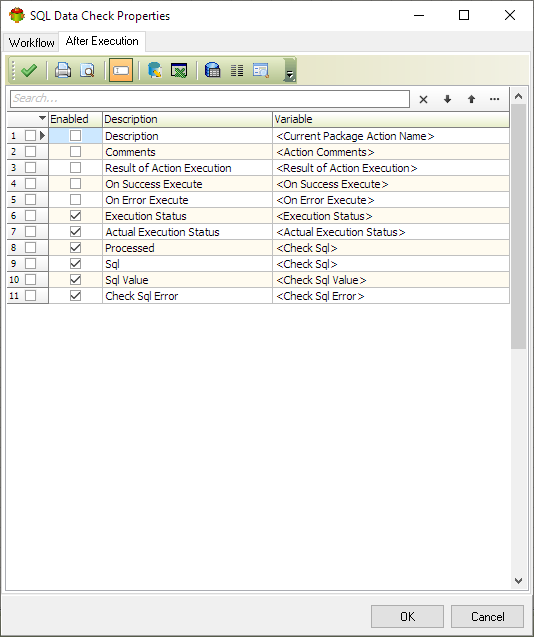 SQL Data Check Properties
Workflow After Execution
Search...
Enabled Description Variable
1 Description <Current Package Action Name>
2 Comments <Action Comments>
3 Result of Action Execution <Result of Action Execution>
4 On Success Execute <On Success Execute>
5 On Error Execute <On Error Execute>
6 Execution Status <Execution Status>
7 Actual Execution Status <Actual Execution Status>
8 Processed <Check Sql>
9 Sql <Check Sql>
10 Sql Value <Check Sql Value>
11 Check Sql Error <Check Sql Error>
OK Cancel